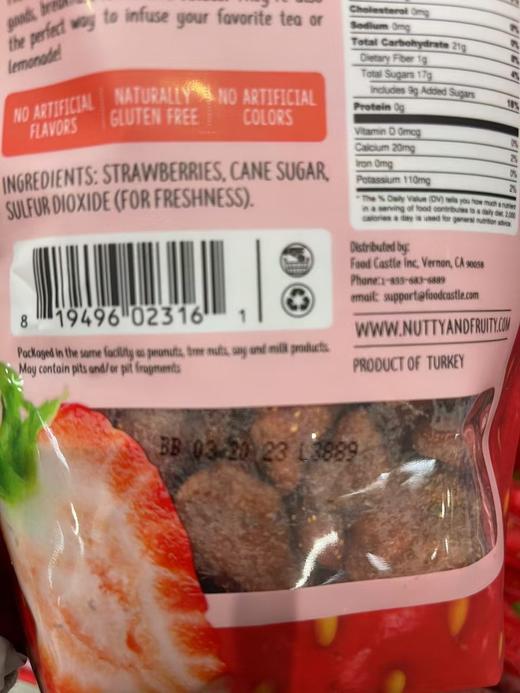 the perfect way to infuse your favorite tea or
lemonade!
NO ARTIFICIAL
FLAVORS
NATURALLY
GLUTEN FREE
NO ARTIFICIAL
COLORS
INGREDIENTS: STRAWBERRIES, CANE SUGAR,
SULFUR DIOXIDE (FOR FRESHNESS).
8 19496 02316 1
Packaged in the same facility as peanuts, tree nuts, soy and milk products.
May contain pits and/or pit fragments
Cholesterol 0mg
Sodium 0mg
Total Carbohydrate 21g
Dietary Fiber 1g
Total Sugars 17g
Includes 9g Added Sugars 18%
Protein 0g
Vitamin D 0mcg
Calcium 20mg
Iron 0mg
Potassium 110mg
* The % Daily Value (DV) tells you how much a
in a serving of food contributes to a daily diet. 2,000
calories a day is used for general nutrition advice
Distributed by:
Food Castle Inc, Vernon, CA 90058
Phone:1-855-683-6889
email: support@foodcastle.com
WWW.NUTTYANDFRUITY.COM
PRODUCT OF TURKEY
BB 03 20 23 L3889